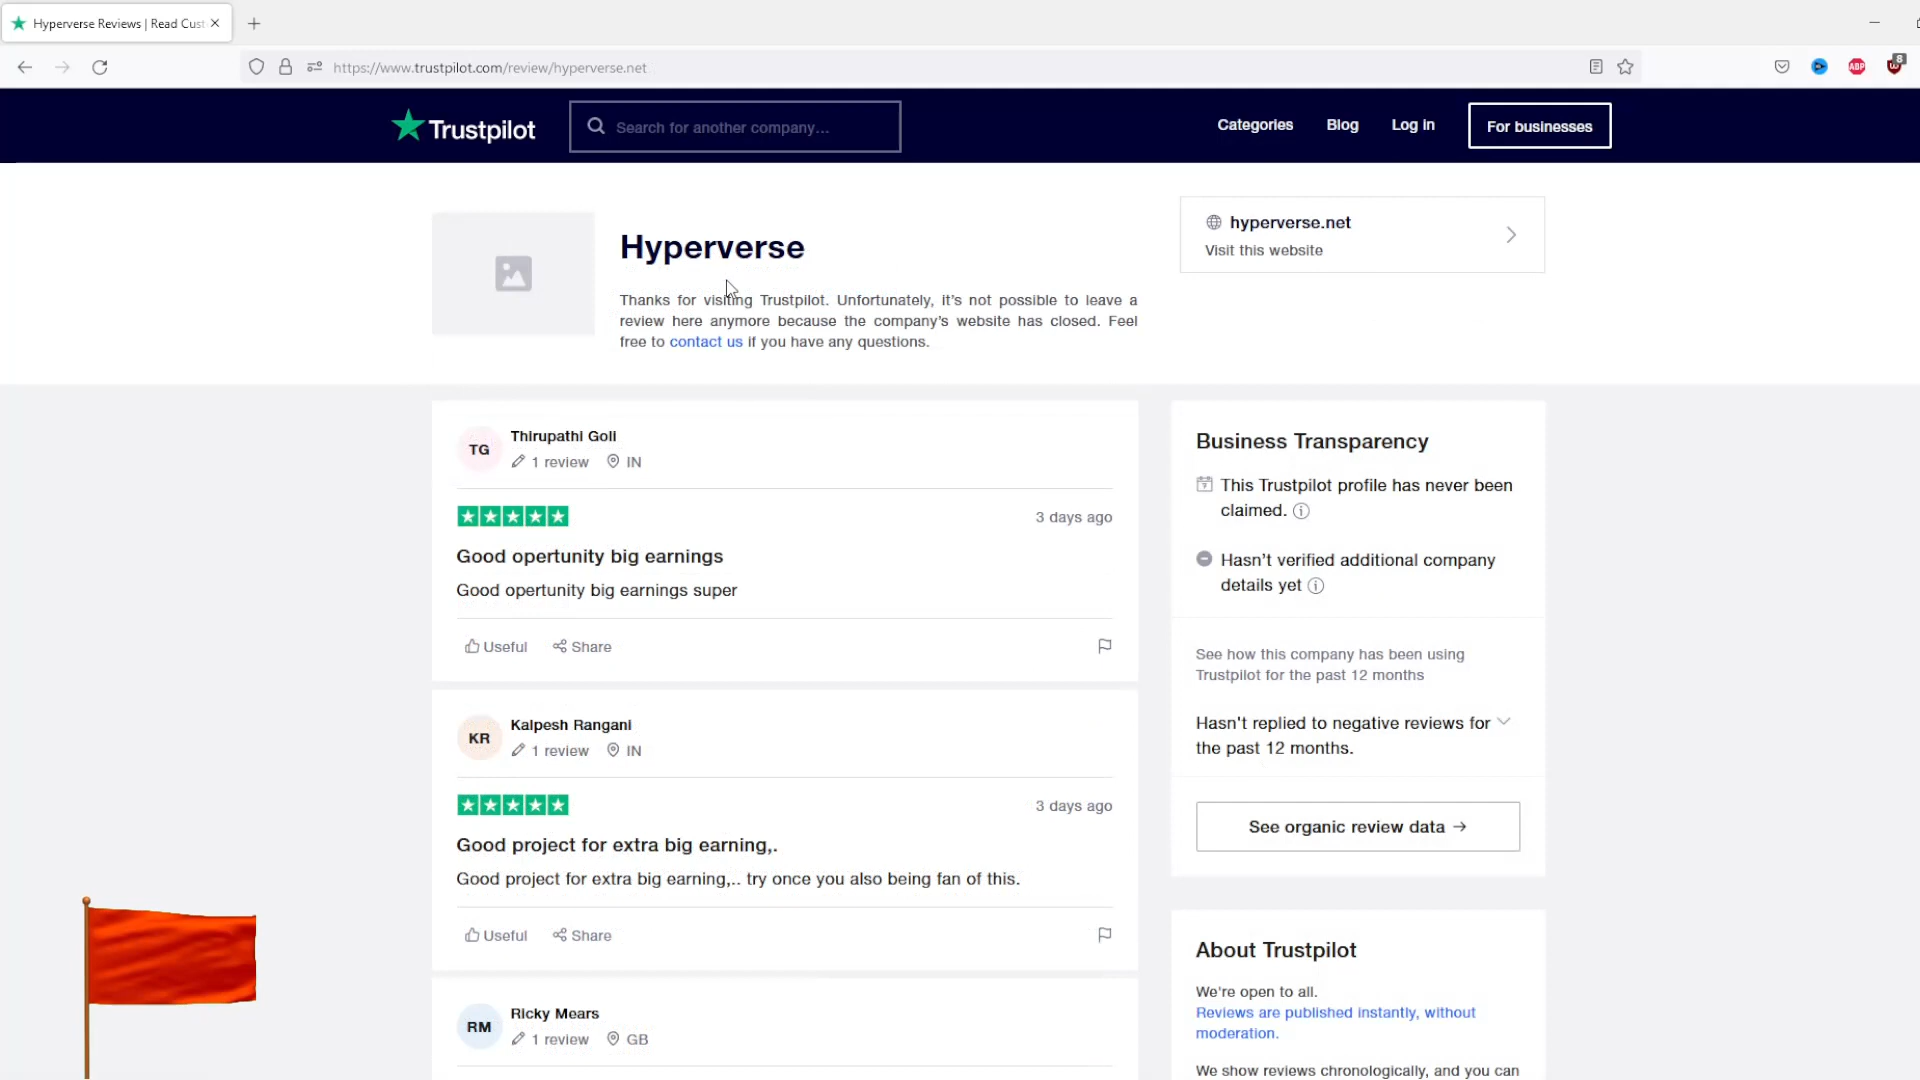 Hyperverse Reviews | Read Cust
https://www.trustpilot.com/review/hyperverse.net
ABP
8
Trustpilot
Search for another company...
Categories
Blog
Log in
For businesses
Hyperverse
Thanks for visiting Trustpilot. Unfortunately, it's not possible to leave a
review here anymore because the company's website has closed. Feel
free to contact us if you have any questions.
hyperverse.net
Visit this website
TG
Thirupathi Goli
1 review
IN
3 days ago
Good opertunity big earnings
Good opertunity big earnings super
Useful
Share
KR
Kalpesh Rangani
1 review
IN
3 days ago
Good project for extra big earning,.
Good project for extra big earning,.. try once you also being fan of this.
Useful
Share
RM
Ricky Mears
1 review
GB
Business Transparency
This Trustpilot profile has never been
claimed.
Hasn't verified additional company
details yet
See how this company has been using
Trustpilot for the past 12 months
Hasn't replied to negative reviews for
the past 12 months.
See organic review data →
About Trustpilot
We're open to all.
Reviews are published instantly, without
moderation.
We show reviews chronologically, and you can